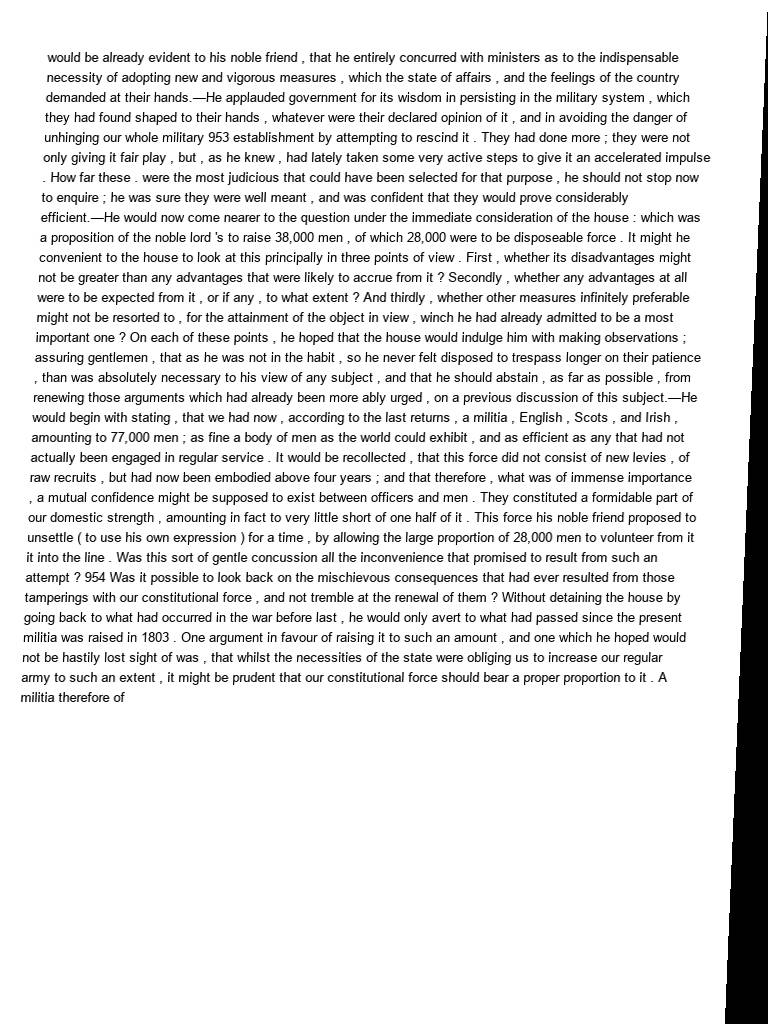 would be already evident to his noble friend , that he entirely concurred with ministers as to the indispensable
necessity of adopting new and vigorous measures , which the state of affairs , and the feelings of the country
demanded at their hands.—He applauded government for its wisdom in persisting in the military system , which
they had found shaped to their hands , whatever were their declared opinion of it , and in avoiding the danger of
unhinging our whole military 953 establishment by attempting to rescind it . They had done more ; they were not
only giving it fair play , but , as he knew , had lately taken some very active steps to give it an accelerated impulse
. How far these . were the most judicious that could have been selected for that purpose , he should not stop now
to enquire ; he was sure they were well meant , and was confident that they would prove considerably
efficient.—He would now come nearer to the question under the immediate consideration of the house : which was
a proposition of the noble lord 's to raise 38,000 men , of which 28,000 were to be disposeable force . It might he
convenient to the house to look at this principally in three points of view . First , whether its disadvantages might
not be greater than any advantages that were likely to accrue from it ? Secondly , whether any advantages at all
were to be expected from it , or if any , to what extent ? And thirdly , whether other measures infinitely preferable
might not be resorted to , for the attainment of the object in view , winch he had already admitted to be a most
important one ? On each of these points , he hoped that the house would indulge him with making observations ;
assuring gentlemen , that as he was not in the habit , so he never felt disposed to trespass longer on their patience
, than was absolutely necessary to his view of any subject , and that he should abstain , as far as possible , from
renewing those arguments which had already been more ably urged , on a previous discussion of this subject.—He
would begin with stating , that we had now , according to the last returns , a militia , English , Scots , and Irish ,
amounting to 77,000 men ; as fine a body of men as the world could exhibit , and as efficient as any that had not
actually been engaged in regular service . It would be recollected , that this force did not consist of new levies , of
raw recruits , but had now been embodied above four years ; and that therefore , what was of immense importance
, a mutual confidence might be supposed to exist between officers and men . They constituted a formidable part of
our domestic strength , amounting in fact to very little short of one half of it . This force his noble friend proposed to
unsettle ( to use his own expression ) for a time , by allowing the large proportion of 28,000 men to volunteer from it
it into the line . Was this sort of gentle concussion all the inconvenience that promised to result from such an
attempt ? 954 Was it possible to look back on the mischievous consequences that had ever resulted from those
tamperings with our constitutional force , and not tremble at the renewal of them ? Without detaining the house by
going back to what had occurred in the war before last , he would only avert to what had passed since the present
militia was raised in 1803 . One argument in favour of raising it to such an amount , and one which he hoped would
not be hastily lost sight of was , that whilst the necessities of the state were obliging us to increase our regular
army to such an extent , it might be prudent that our constitutional force should bear a proper proportion to it . A
militia therefore of